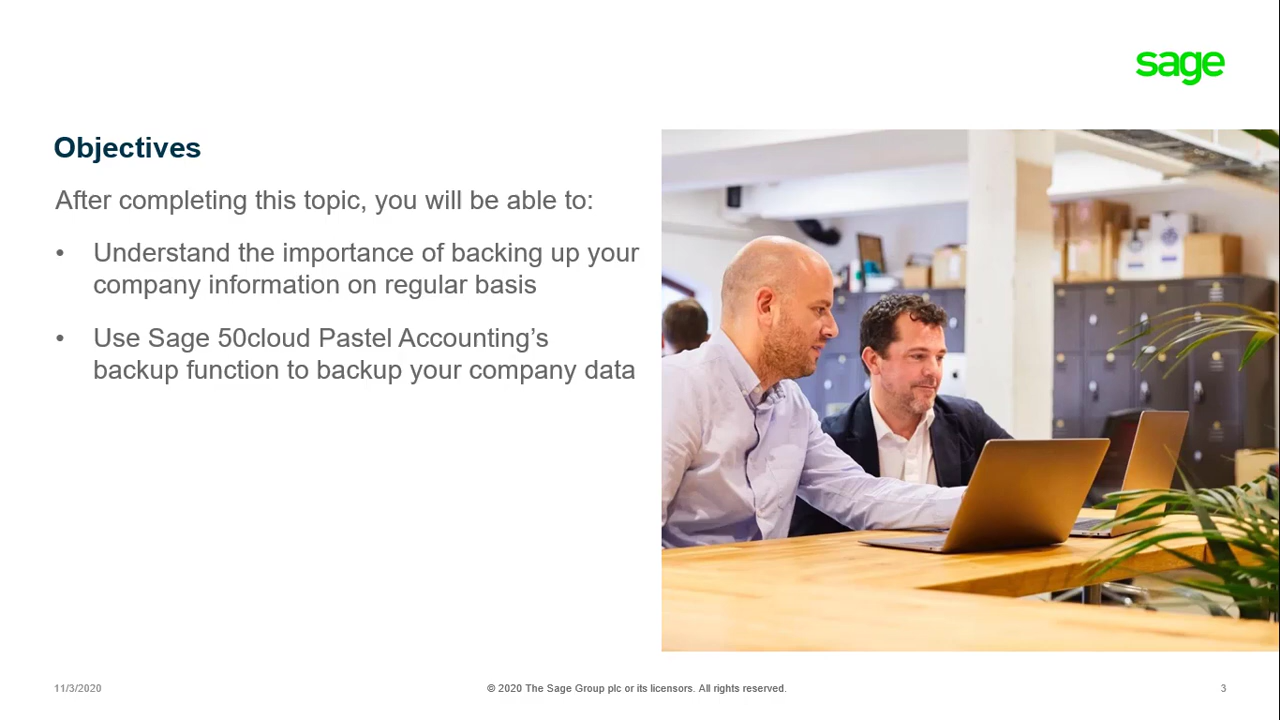 sage
Objectives
After completing this topic, you will be able to:
• Understand the importance of backing up your
company information on regular basis
• Use Sage 50cloud Pastel Accounting’s
backup function to backup your company data
11/3/2020
© 2020 The Sage Group plc or its licensors. All rights reserved.
3